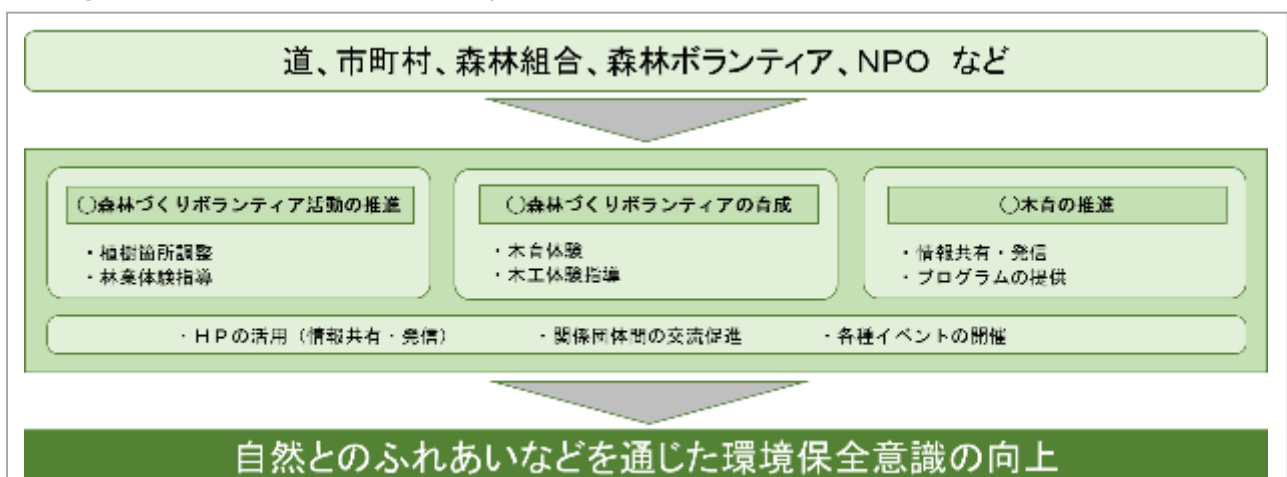 道、市町村、森林組合、森林ボランティア、NPO など
○森林づくりボランティア活動の推進
・植樹箇所調整
・林業体験指導
○森林づくりボランティアの育成
・木育体験
・木工体験指導
○木育の推進
・情報共有・発信
・プログラムの提供
・HPの活用（情報共有・発信） ・関係団体間の交流促進 ・各種イベントの開催
自然とのふれあいなどを通じた環境保全意識の向上